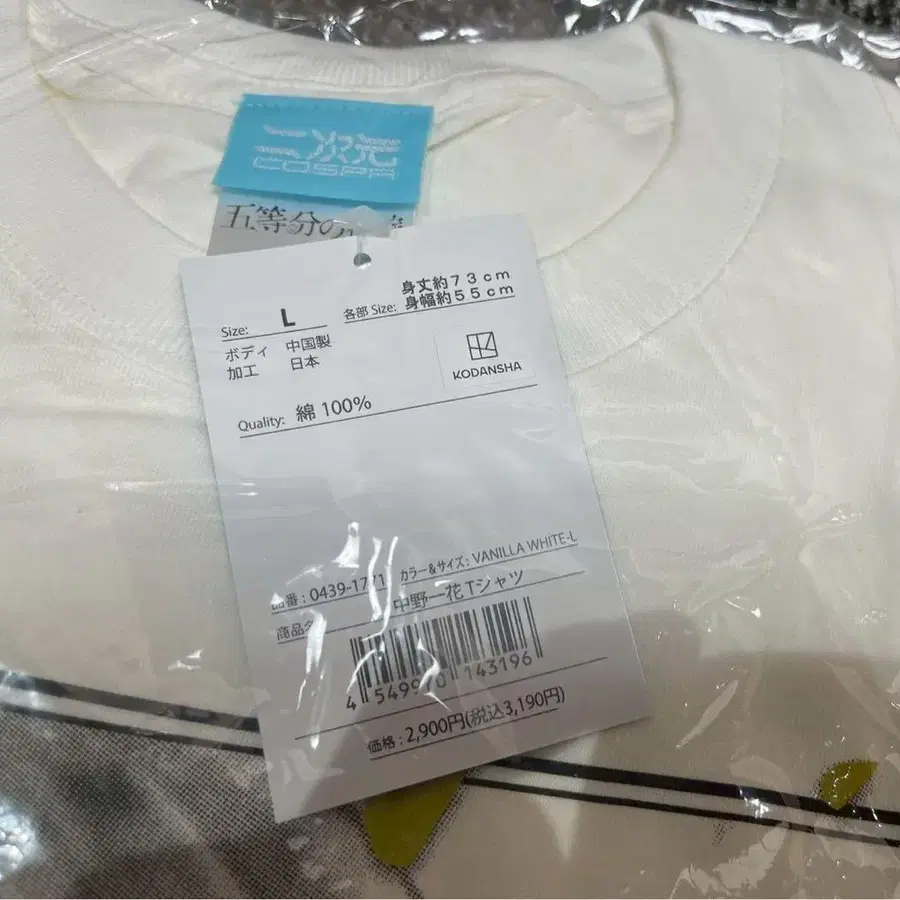 二次元
COSPA
五等分の
Size: L
各部 Size: 身丈約73cm
身幅約55cm
ボディ 中国製
加工 日本
KODANSHA
Quality: 綿 100%
カラー&サイズ: VANILLA WHITE-L
品番: 0439-1771
商品名 中野一花Tシャツ
143196
価格: 2,900円(税込3,190円)